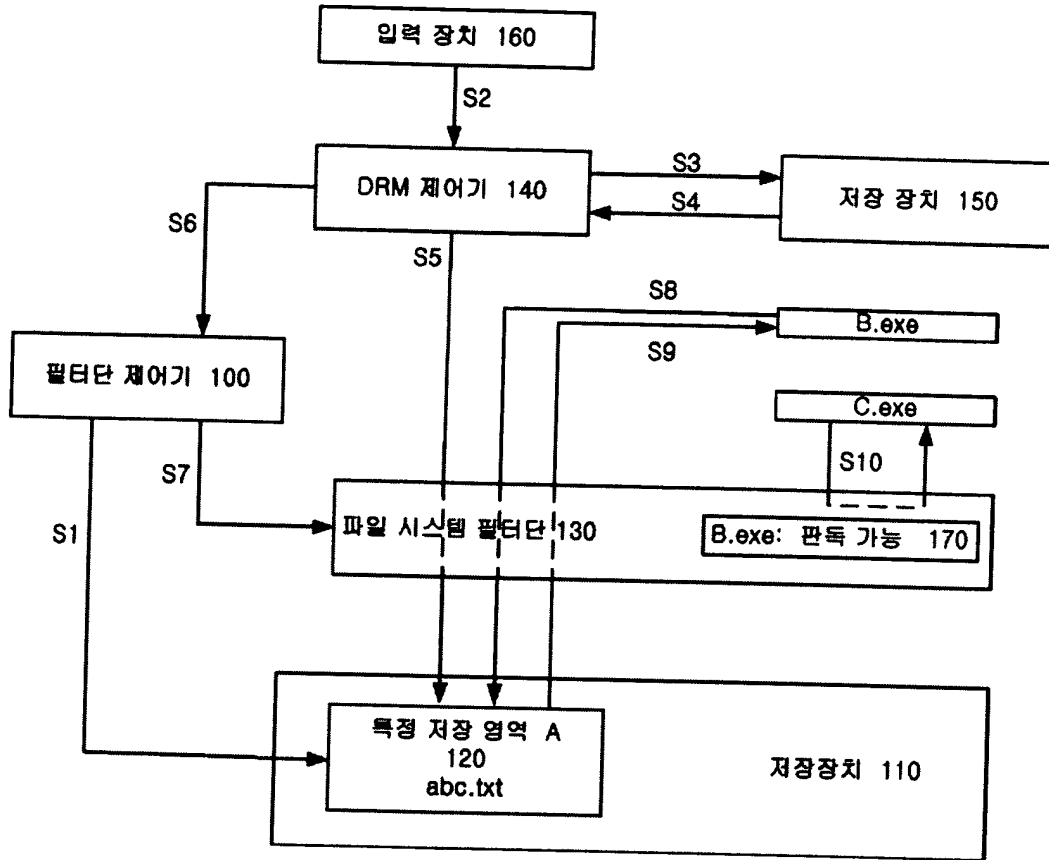 입력 장치 160
S2
DRM 제어기 140
S3
S4
저장 장치 150
S6
S5
S8
B.exe
S9
필터단 제어기 100
C.exe
S7
S10
S1
파일 시스템 필터단 130
B.exe: 판독 가능 170
특정 저장 영역 A
120
abc.txt
저장장치 110